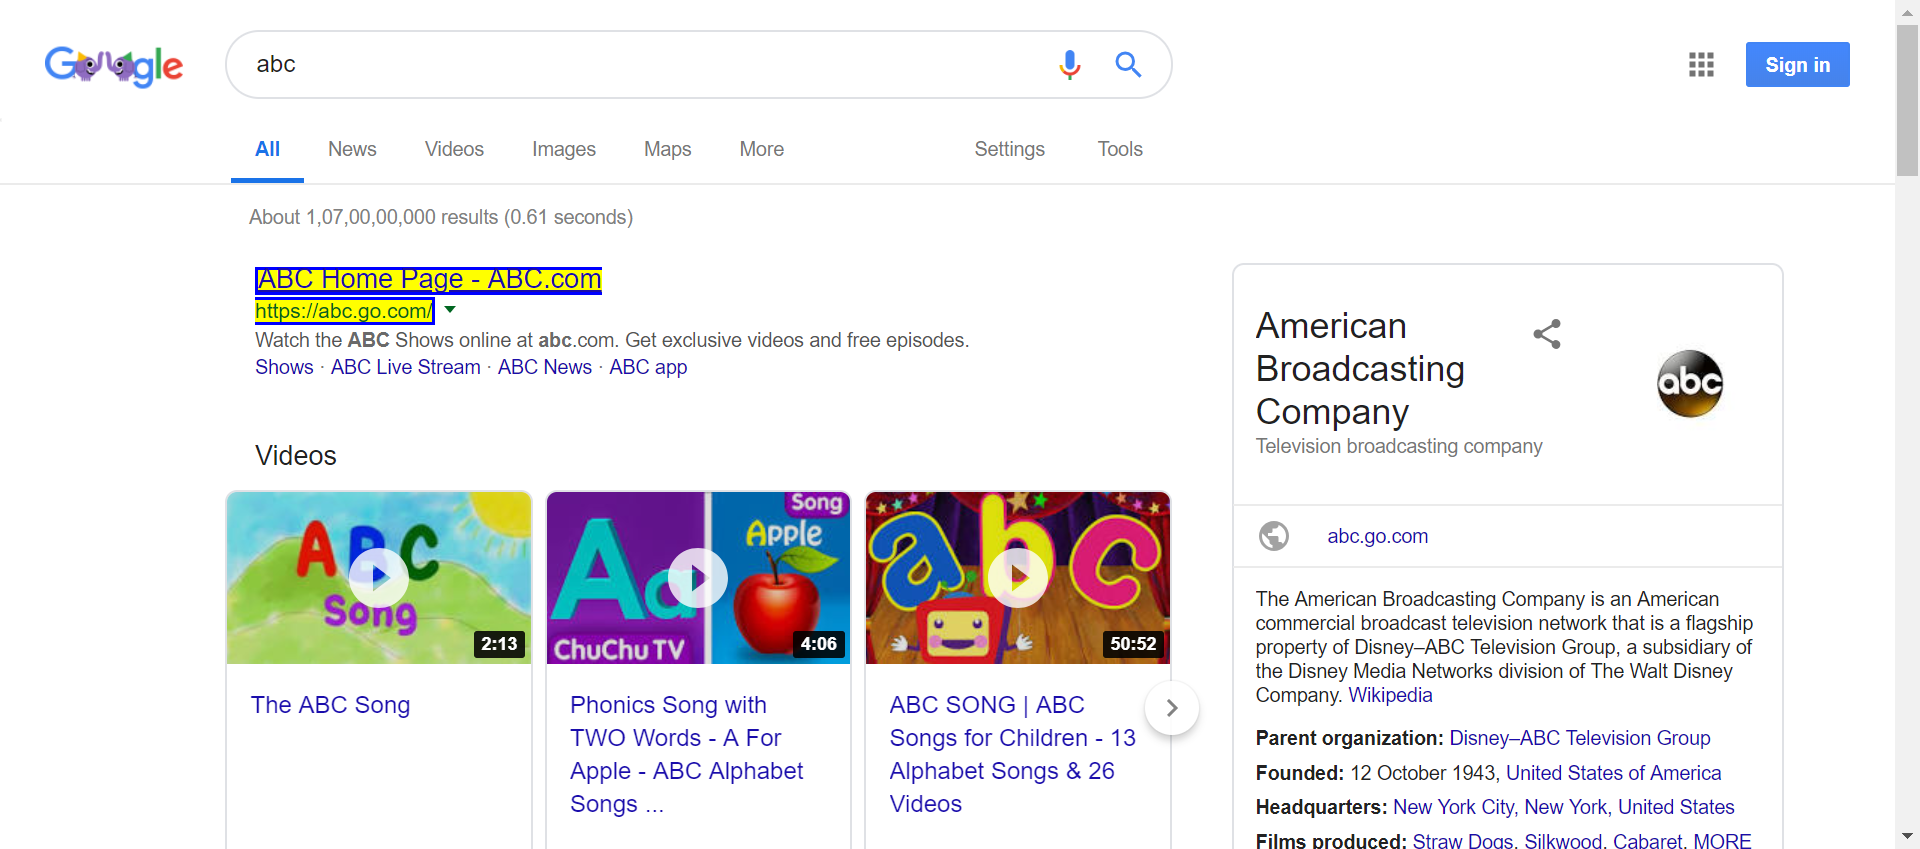 Google
abc
Sign in
All News Videos Images Maps More Settings Tools
About 1,07,00,00,000 results (0.61 seconds)
ABC Home Page - ABC.com
https://abc.go.com/
Watch the ABC Shows online at abc.com. Get exclusive videos and free episodes.
Shows · ABC Live Stream · ABC News · ABC app
Videos
ABC
Song
2:13
The ABC Song
Song
Aa
Apple
ChuChu TV
4:06
Phonics Song with
TWO Words - A For
Apple - ABC Alphabet
Songs ...
abc
50:52
ABC SONG | ABC
Songs for Children - 13
Alphabet Songs & 26
Videos
American
Broadcasting
Company
Television broadcasting company
abc
abc.go.com
The American Broadcasting Company is an American
commercial broadcast television network that is a flagship
property of Disney–ABC Television Group, a subsidiary of
the Disney Media Networks division of The Walt Disney
Company. Wikipedia
Parent organization: Disney–ABC Television Group
Founded: 12 October 1943, United States of America
Headquarters: New York City, New York, United States
Films produced: Straw Dogs, Silkwood, Cabaret, MORE